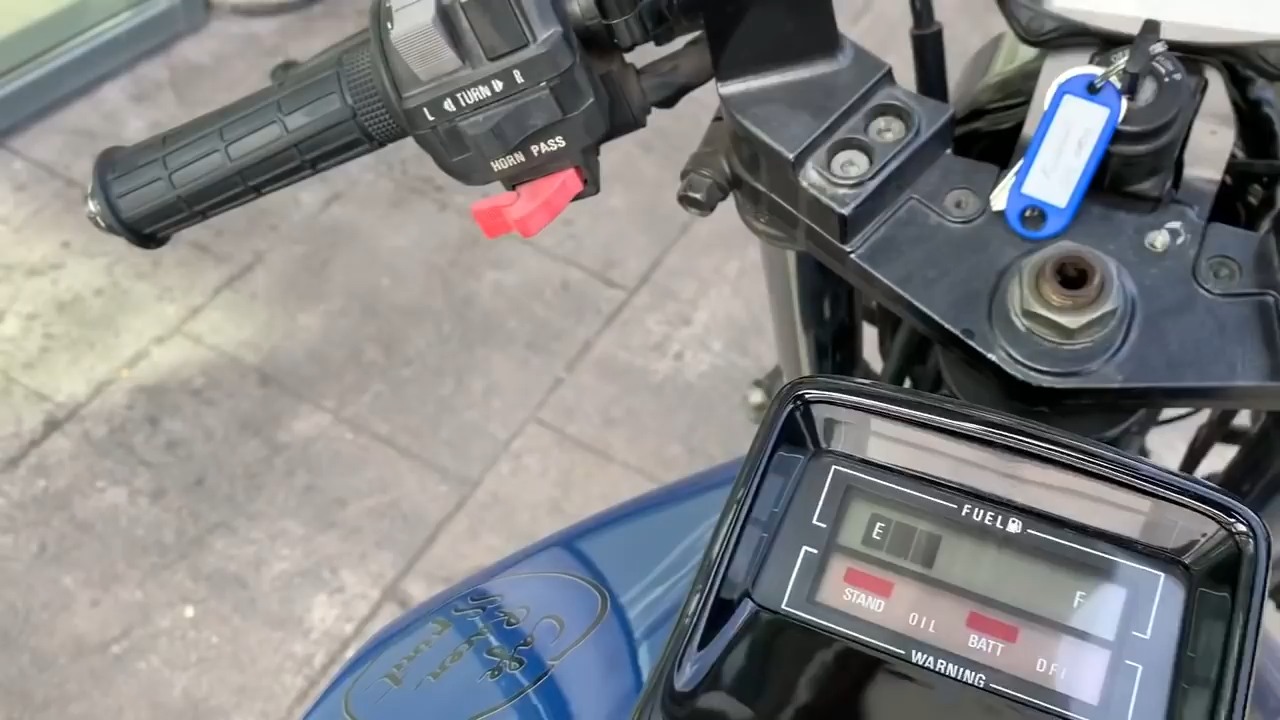 L TURN R
HORN PASS
FUEL
E
F
STAND
OIL
BATT
DFI
WARNING